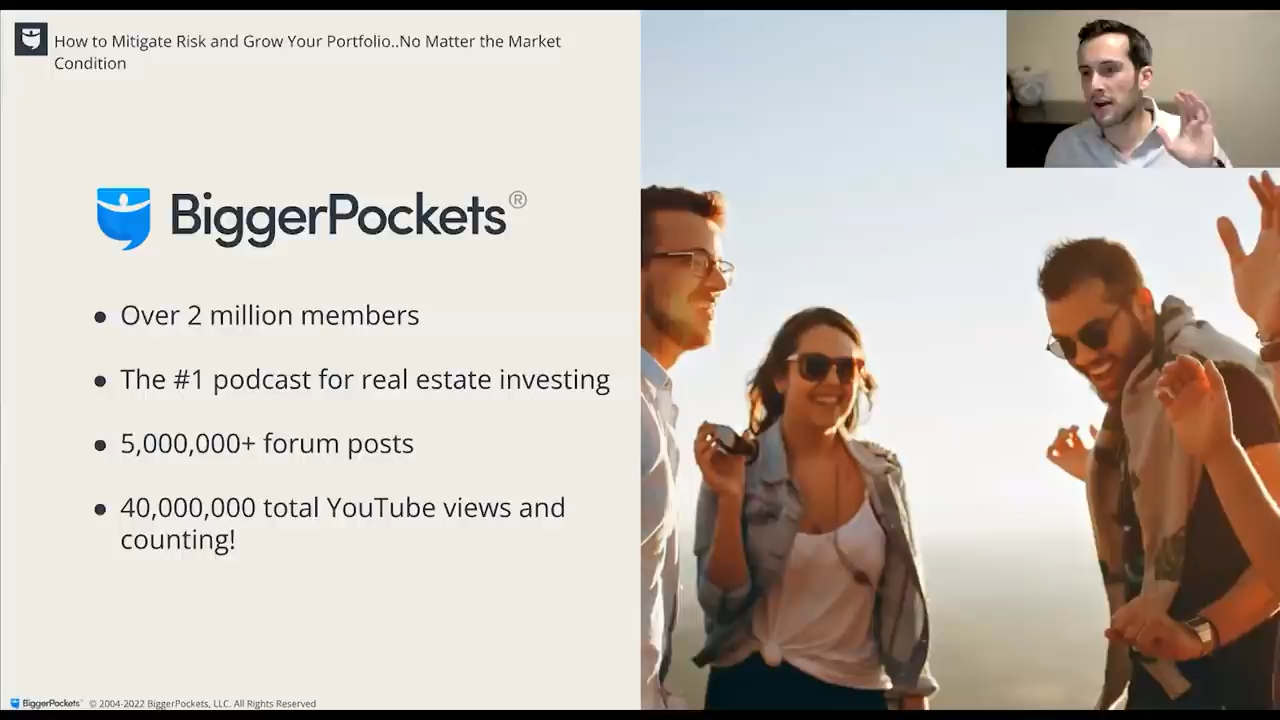 How to Mitigate Risk and Grow Your Portfolio..No Matter the Market
Condition
BiggerPockets®
● Over 2 million members
● The #1 podcast for real estate investing
● 5,000,000+ forum posts
● 40,000,000 total YouTube views and
counting!
BiggerPockets® © 2004-2022 BiggerPockets, LLC. All Rights Reserved